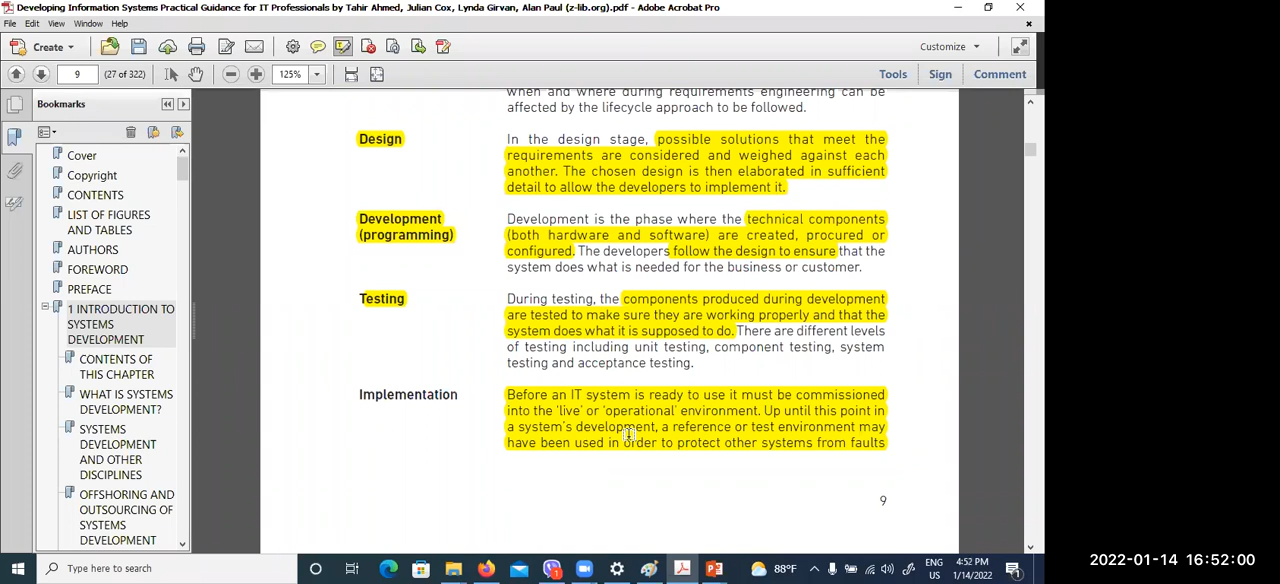 Developing Information Systems Practical Guidance for IT Professionals by Tahir Ahmed, Julian Cox, Lynda Girvan, Alan Paul (z-lib.org).pdf - Adobe Acrobat Pro
File Edit View Window Help
Create
Customize
9 (27 of 322) 125%
Tools Sign Comment
Bookmarks
Cover
Copyright
CONTENTS
LIST OF FIGURES
AND TABLES
AUTHORS
FOREWORD
PREFACE
1 INTRODUCTION TO
SYSTEMS
DEVELOPMENT
CONTENTS OF
THIS CHAPTER
WHAT IS SYSTEMS
DEVELOPMENT?
SYSTEMS
DEVELOPMENT
AND OTHER
DISCIPLINES
OFFSHORING AND
OUTSOURCING OF
SYSTEMS
DEVELOPMENT
when and where during requirements engineering can be
affected by the lifecycle approach to be followed.
Design
In the design stage, possible solutions that meet the
requirements are considered and weighed against each
another. The chosen design is then elaborated in sufficient
detail to allow the developers to implement it.
Development
(programming)
Development is the phase where the technical components
(both hardware and software) are created, procured or
configured. The developers follow the design to ensure that the
system does what is needed for the business or customer.
Testing
During testing, the components produced during development
are tested to make sure they are working properly and that the
system does what it is supposed to do. There are different levels
of testing including unit testing, component testing, system
testing and acceptance testing.
Implementation
Before an IT system is ready to use it must be commissioned
into the 'live' or 'operational' environment. Up until this point in
a system's development, a reference or test environment may
have been used in order to protect other systems from faults
9
Type here to search
88°F
ENG
US
4:52 PM
1/14/2022
2022-01-14 16:52:00